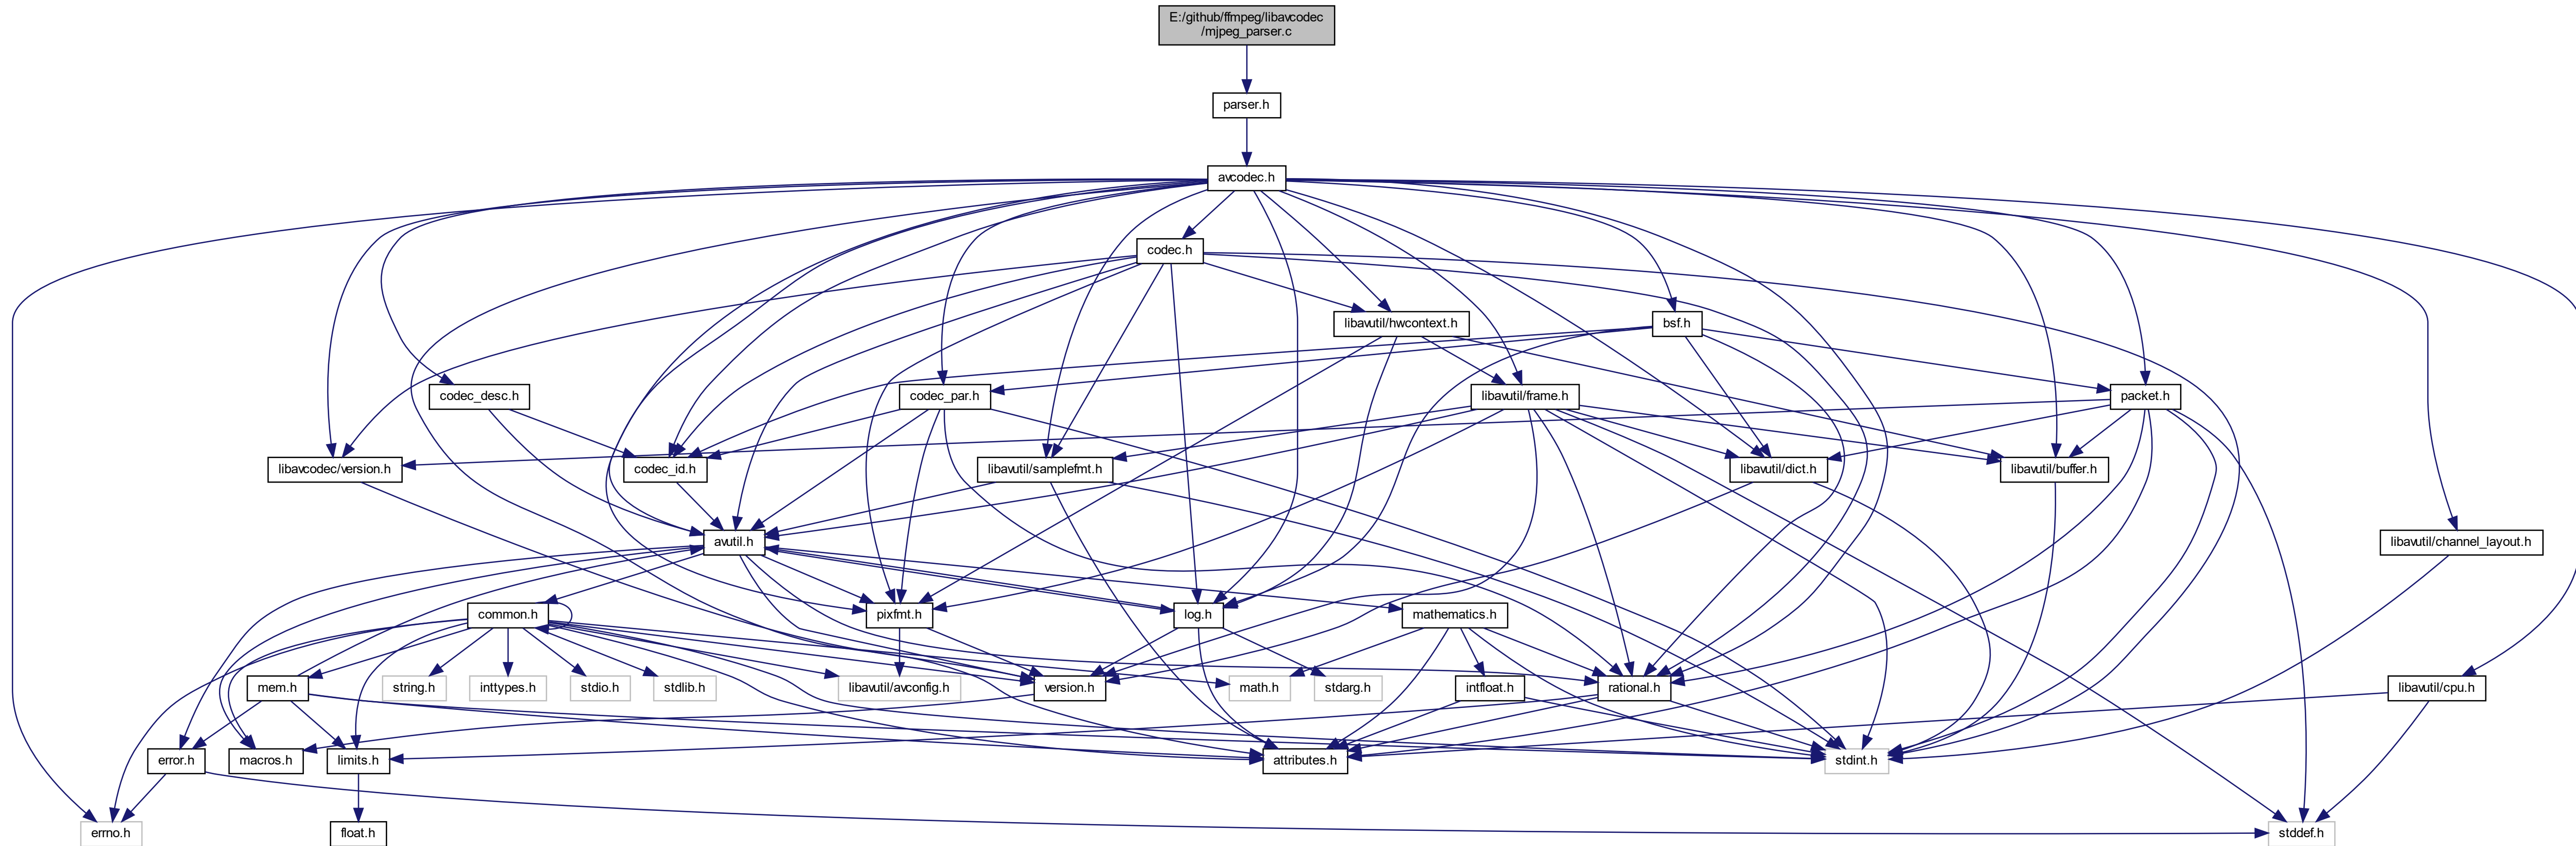 E:/github/ffmpeg/libavcodec
/mjpeg_parser.c
parser.h
avcodec.h
codec.h
libavutil/hwcontext.h
bsf.h
codec_desc.h
codec_par.h
libavutil/frame.h
packet.h
libavcodec/version.h
codec_id.h
libavutil/samplefmt.h
libavutil/dict.h
libavutil/buffer.h
avutil.h
libavutil/channel_layout.h
common.h
pixfmt.h
log.h
mathematics.h
mem.h
string.h
inttypes.h
stdio.h
stdlib.h
libavutil/avconfig.h
version.h
math.h
stdarg.h
intfloat.h
rational.h
libavutil/cpu.h
error.h
macros.h
limits.h
attributes.h
stdint.h
errno.h
float.h
stddef.h